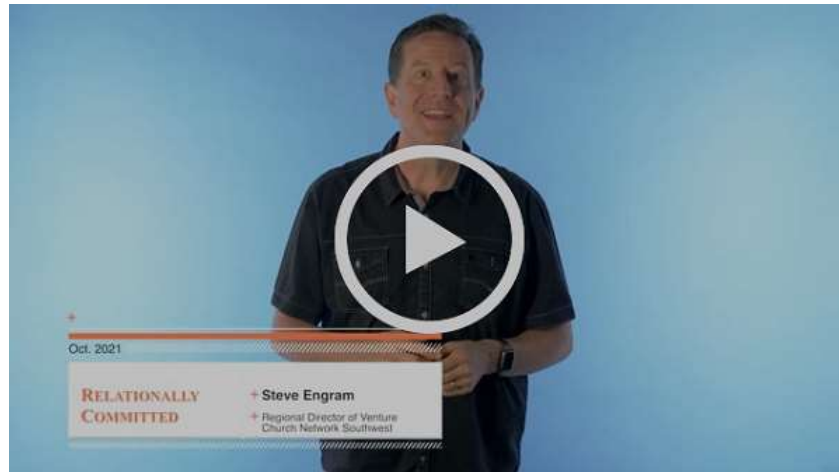 Oct. 2021
RELATIONALLY
COMMITTED
+ Steve Engram
+ Regional Director of Venture
Church Network Southwest